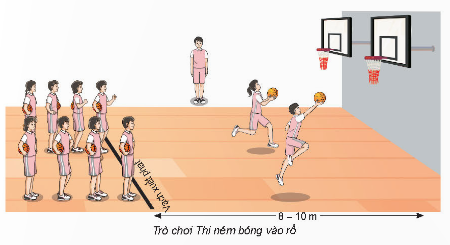 Vạch xuất phát
8 – 10 m
Trò chơi Thi ném bóng vào rổ